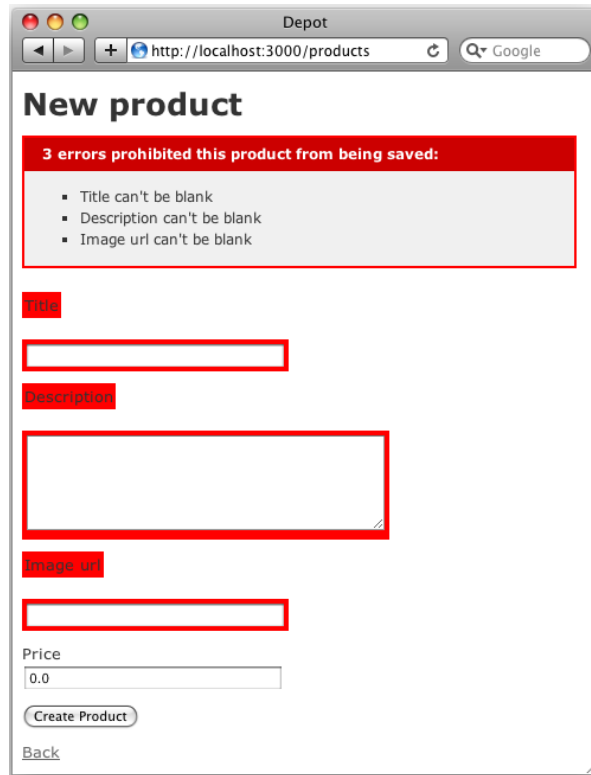 Depot
http://localhost:3000/products
Google
New product
3 errors prohibited this product from being saved:
Title can't be blank
Description can't be blank
Image url can't be blank
Title
Description
Image url
Price
0.0
Create Product
Back